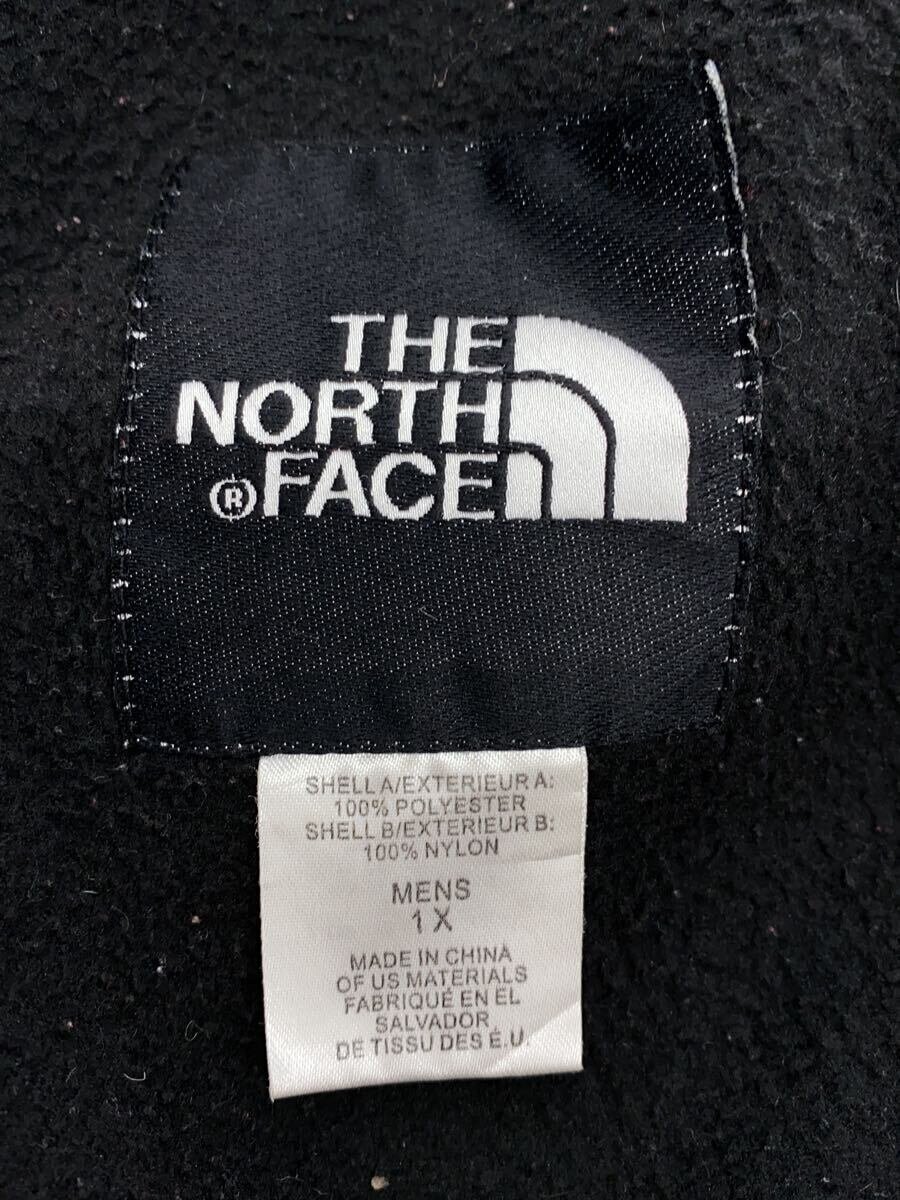 THE
NORTH
®FACE
SHELL A/EXTERIEUR A:
100% POLYESTER
SHELL B/EXTERIEUR B:
100% NYLON
MENS
1 X
MADE IN CHINA
OF US MATERIALS
FABRIQUÉ EN EL
SALVADOR
DE TISSU DES É.U.